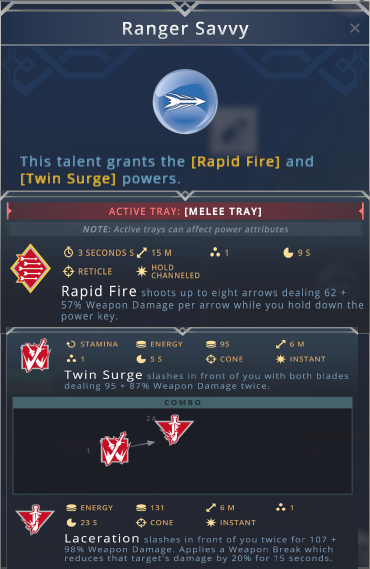 Ranger Savvy
This talent grants the [Rapid Fire] and
[Twin Surge] powers.
ACTIVE TRAY: [MELEE TRAY]
NOTE: Active trays can affect power attributes
3 SECONDS S 15 M 1 9 S
RETICLE HOLD CHANNELED
Rapid Fire shoots up to eight arrows dealing 62 +
57% Weapon Damage per arrow while you hold down the
power key.
STAMINA ENERGY 95 6 M
1 5 S CONE INSTANT
Twin Surge slashes in front of you with both blades
dealing 95 + 87% Weapon Damage twice.
COMBO
2A
1
ENERGY 131 6 M 1
23 S CONE INSTANT
Laceration slashes in front of you twice for 107 +
98% Weapon Damage. Applies a Weapon Break which
reduces that target's damage by 20% for 15 seconds.